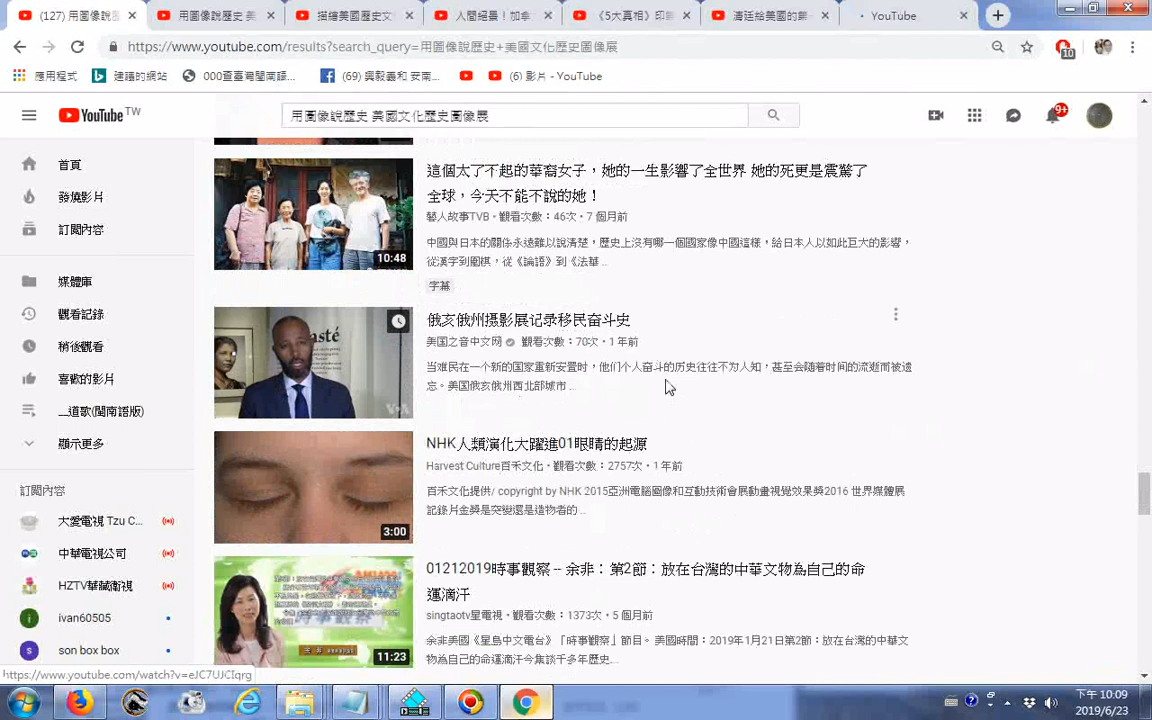 (127) 用圖像說歷
用圖像說歷史 美
描繪美國歷史文
人間絕景！加拿
《5大真相》印
清廷給美國的
YouTube
https://www.youtube.com/results?search_query=用圖像說歷史+美國文化歷史圖像展
10
應用程式
建議的網站
000查臺灣閩南語...
(69) 與毅義和 安南...
(6) 影片 - YouTube
YouTube TW
用圖像說歷史 美國文化歷史圖像展
9+
首頁
發燒影片
訂閱內容
媒體庫
觀看記錄
稍後觀看
喜歡的影片
__道歌(閩南語版)
顯示更多
訂閱內容
大愛電視 Tzu C...
中華電視公司
HZTV華藏衛視
i
ivan60505
S
son box box
10:48
這個太了不起的華裔女子，她的一生影響了全世界 她的死更是震驚了
全球，今天不能不說的她！
藝人故事TVB • 觀看次數：46次 • 7 個月前
中國與日本的關係永遠難以說清楚，歷史上沒有哪一個國家像中國這樣，給日本人以如此巨大的影響，
從漢字到圍棋，從《論語》到《法華 ..
字幕
VOA
俄亥俄州摄影展记录移民奋斗史
美国之音中文网 觀看次數：70次 • 1 年前
当难民在一个新的国家重新安置时，他们个人奋斗的历史往往不为人知，甚至会随着时间的流逝而被遗
忘。美国俄亥俄州西北部城市 ...
3:00
NHK人類演化大躍進01眼睛的起源
Harvest Culture百禾文化 • 觀看次數：2757次 • 1 年前
百禾文化提供/ copyright by NHK 2015亞洲電腦圖像和互動技術會展動畫視覺效果獎2016 世界媒體展
記錄片金獎是突變還是造物者的 ..
11:23
01212019時事觀察 -- 余非： 第2節：放在台灣的中華文物為自己的命
運滴汗
singtaotv星電視 • 觀看次數：1373次 • 5 個月前
余非美國《星島中文電台》「時事觀察」節目。 美國時間：2019年1月21日第2節：放在台灣的中華文
物為自己的命運滴汗今集談千多年歷史...
https://www.youtube.com/watch?v=eJC7UJCIqrg
下午 10:09
2019/6/23